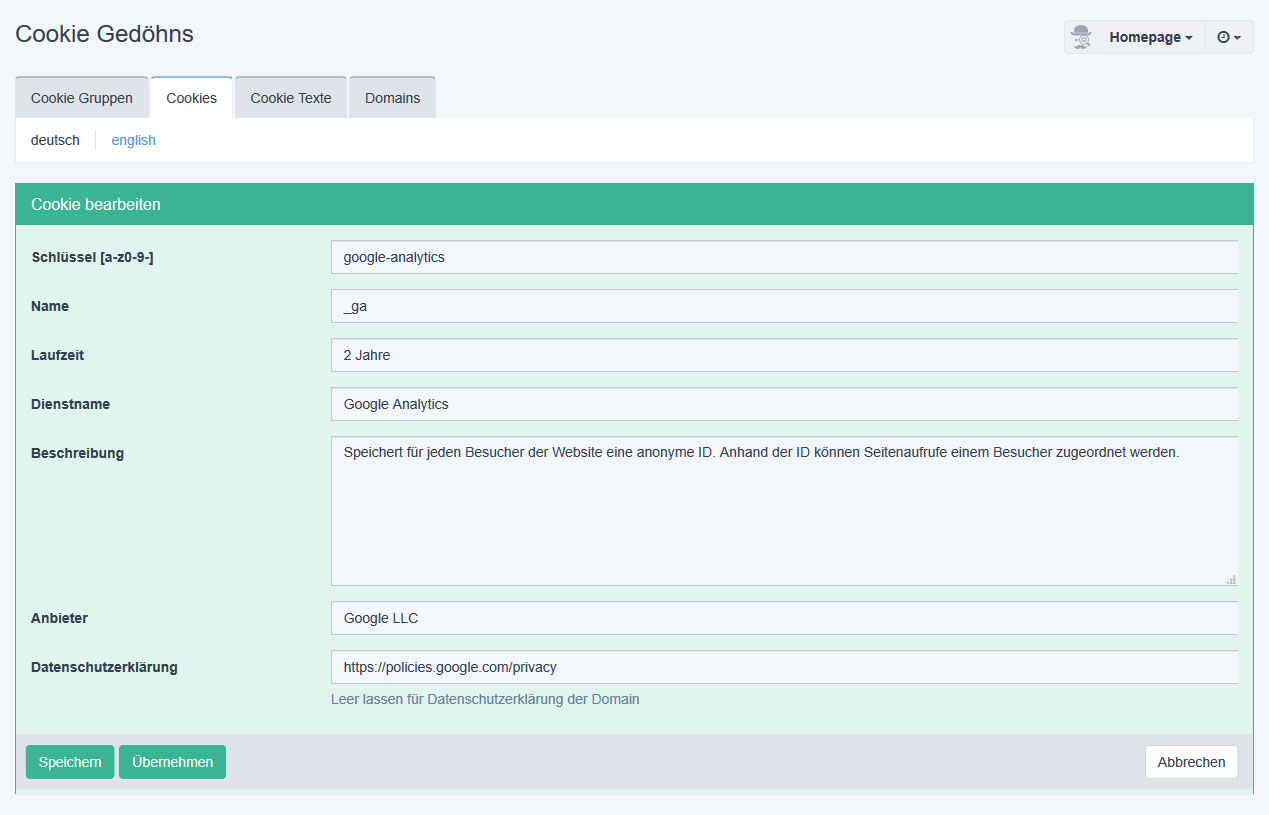 Cookie Gedöhns
Homepage
Cookie Gruppen
Cookies
Cookie Texte
Domains
deutsch
english
Cookie bearbeiten
Schlüssel [a-z0-9-]
google-analytics
Name
_ga
Laufzeit
2 Jahre
Dienstname
Google Analytics
Beschreibung
Speichert für jeden Besucher der Website eine anonyme ID. Anhand der ID können Seitenaufrufe einem Besucher zugeordnet werden.
Anbieter
Google LLC
Datenschutzerklärung
https://policies.google.com/privacy
Leer lassen für Datenschutzerklärung der Domain
Speichern
Übernehmen
Abbrechen